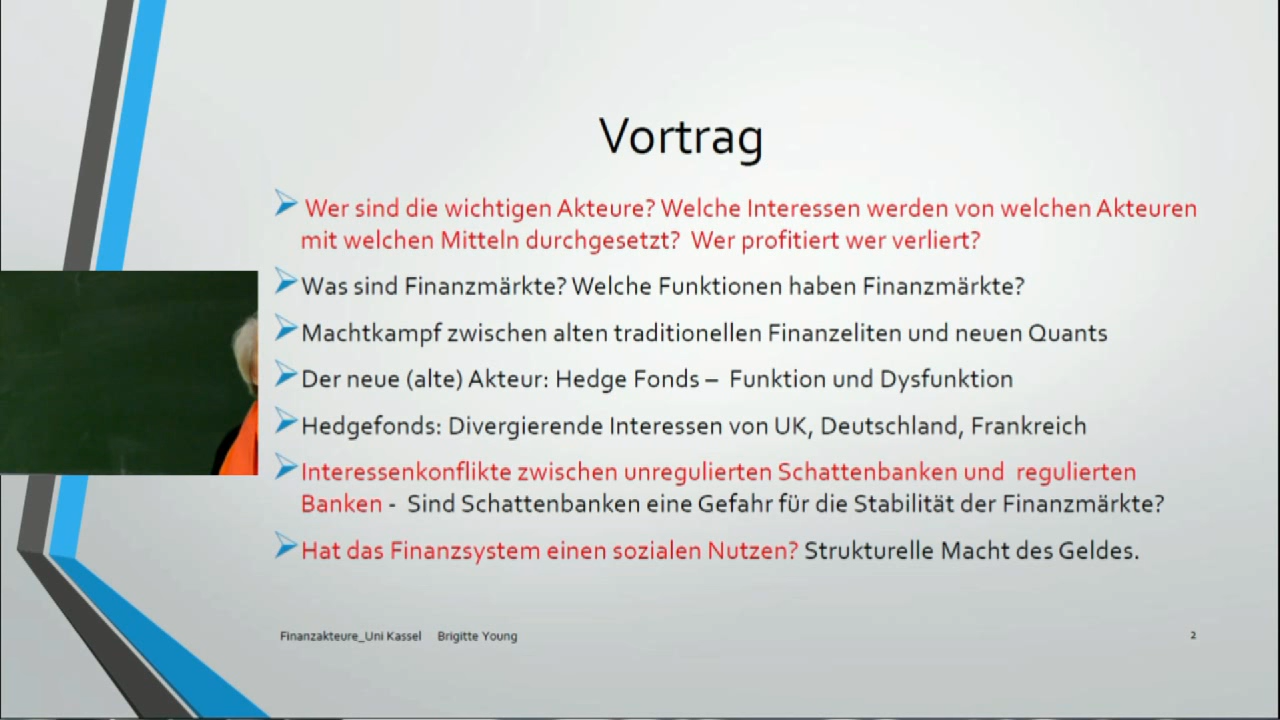 Vortrag
Wer sind die wichtigen Akteure? Welche Interessen werden von welchen Akteuren
mit welchen Mitteln durchgesetzt? Wer profitiert wer verliert?
Was sind Finanzmärkte? Welche Funktionen haben Finanzmärkte?
Machtkampf zwischen alten traditionellen Finanzeliten und neuen Quants
Der neue (alte) Akteur: Hedge Fonds – Funktion und Dysfunktion
Hedgefonds: Divergierende Interessen von UK, Deutschland, Frankreich
Interessenkonflikte zwischen unregulierten Schattenbanken und regulierten
Banken - Sind Schattenbanken eine Gefahr für die Stabilität der Finanzmärkte?
Hat das Finanzsystem einen sozialen Nutzen? Strukturelle Macht des Geldes.
Finanzakteure_Uni Kassel Brigitte Young 2